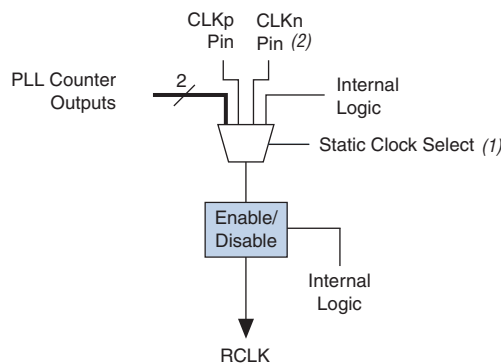 CLKp
Pin
CLKn
Pin (2)
PLL Counter
Outputs
2
Internal
Logic
Static Clock Select (1)
Enable/
Disable
Internal
Logic
RCLK